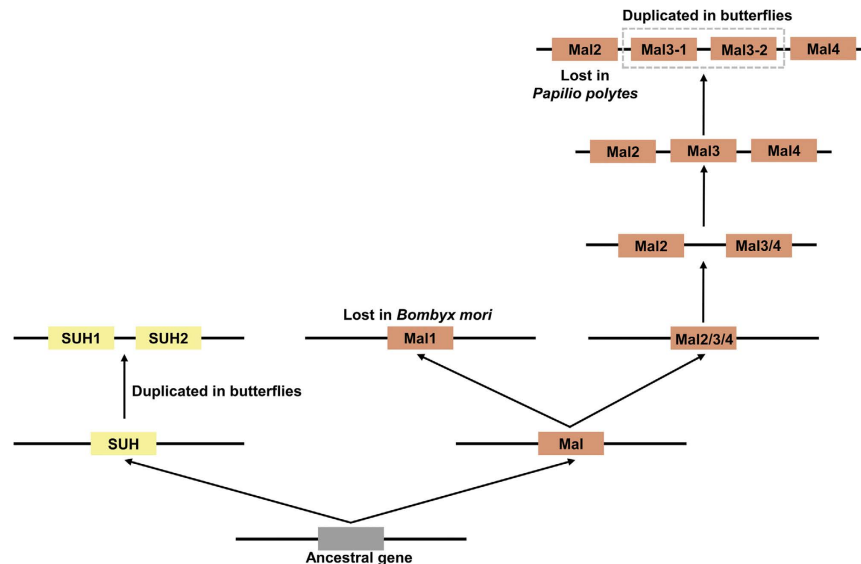 Duplicated in butterflies
Mal2 Mal3-1 Mal3-2 Mal4
Lost in
Papilio polytes
Mal2 Mal3 Mal4
Mal2 Mal3/4
Lost in Bombyx mori
SUH1 SUH2 Mal1 Mal2/3/4
Duplicated in butterflies
SUH Mal
Ancestral gene